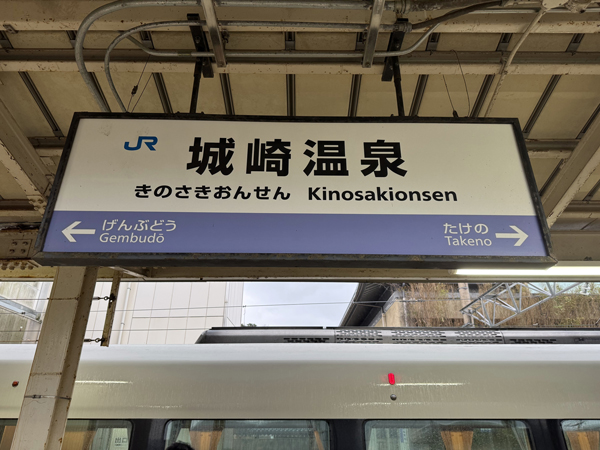 JR 城崎温泉
きのさきおんせん Kinosakionsen
← げんぶどう たけの →
Gembudō Takeno